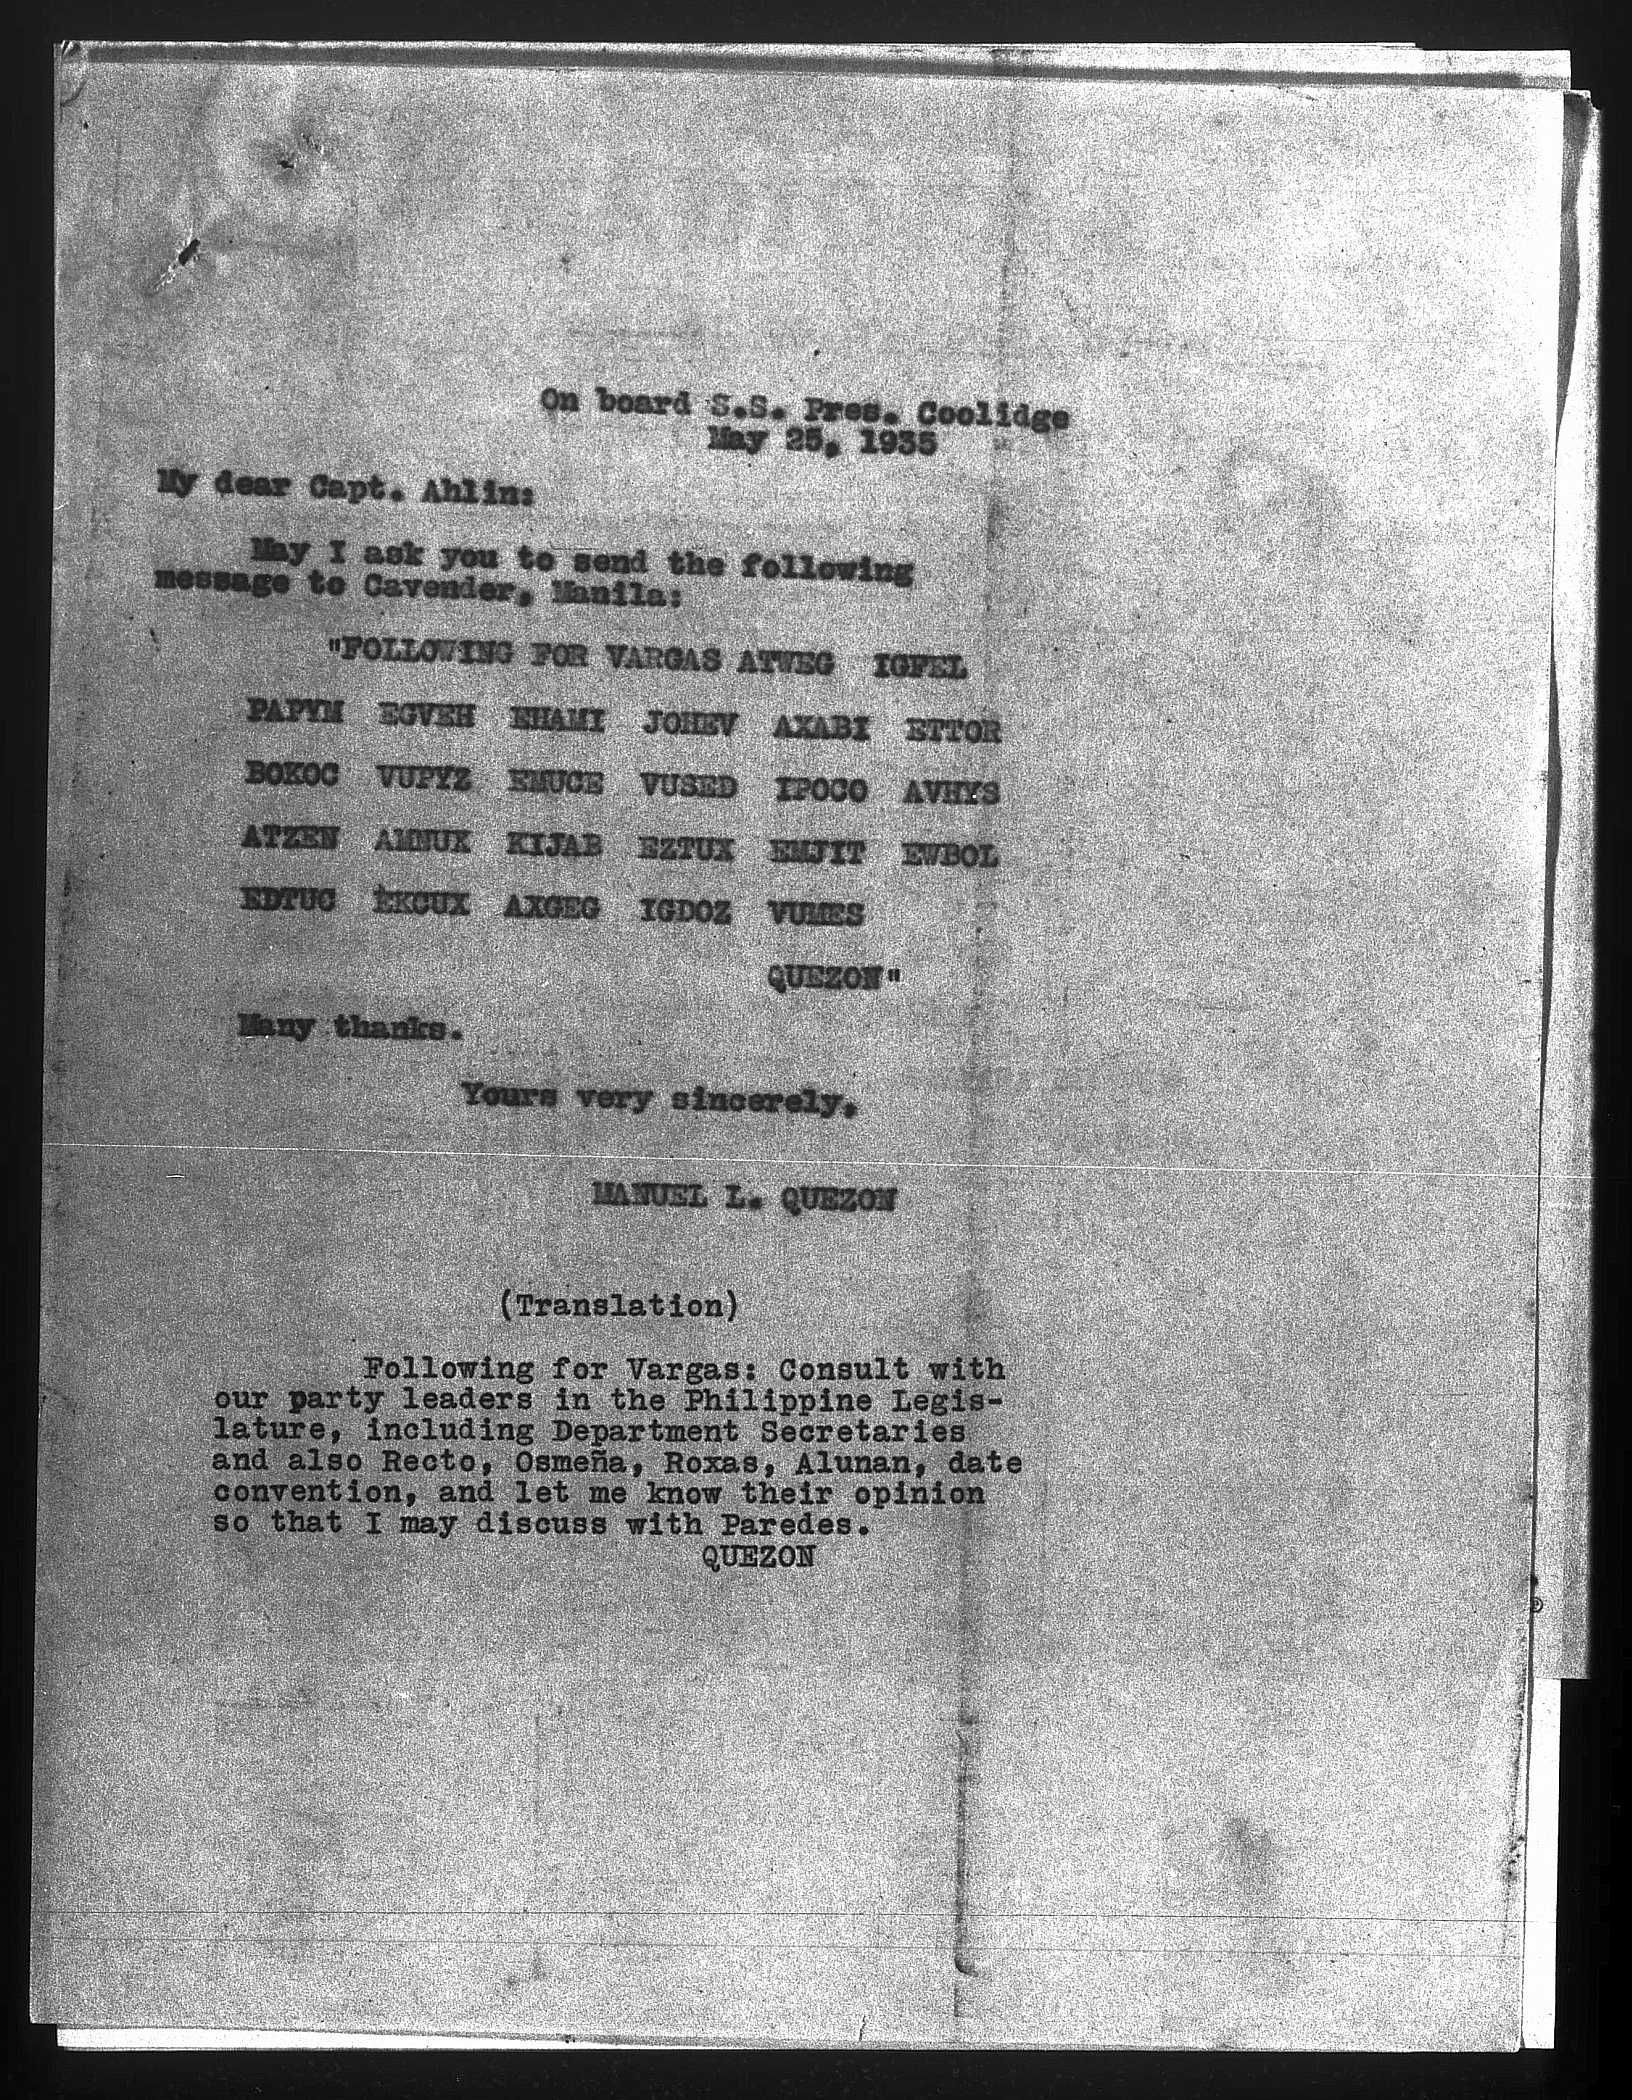 On board S.S. Pres. Coolidge
May 25, 1935
My dear Capt. Ahlin:
May I ask you to send the following
message to Cavender, Manila:
"FOLLOWING FOR VARGAS ATWEG IGFEL
PAPYM EGVEH EHAMI JOHEV AXABI ETTOR
BOKOC VUPYZ EMUCE VUSED IPOCO AVHYS
ATZEN AMNUX KIJAB EZTUX EMJIT EWBOL
EDTUC EKCUX AXGEG IGDOZ VUMES
QUEZON"
Many thanks.
Yours very sincerely,
MANUEL L. QUEZON
(Translation)
Following for Vargas: Consult with
our party leaders in the Philippine Legis-
lature, including Department Secretaries
and also Recto, Osmeña, Roxas, Alunan, date
convention, and let me know their opinion
so that I may discuss with Paredes.
QUEZON